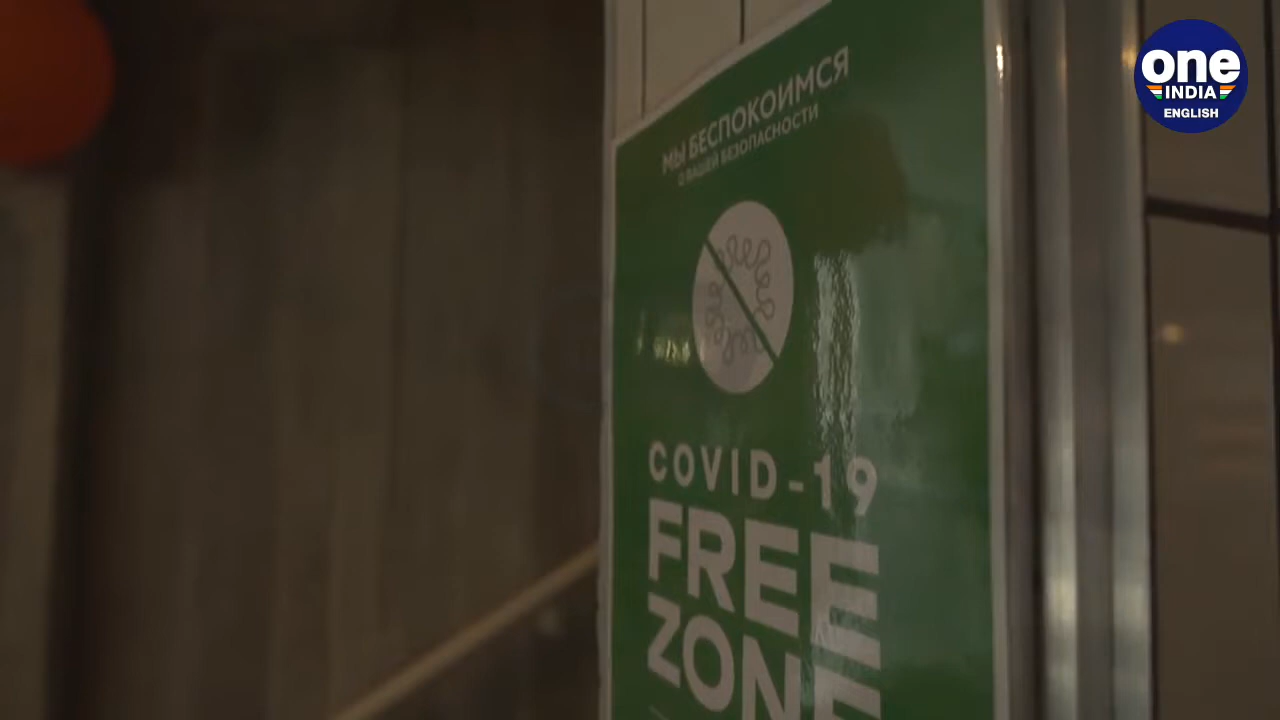 one
INDIA
ENGLISH
МЫ БЕСПОКОИМСЯ
О ВАШЕЙ БЕЗОПАСНОСТИ
COVID-19
FREE
ZONE